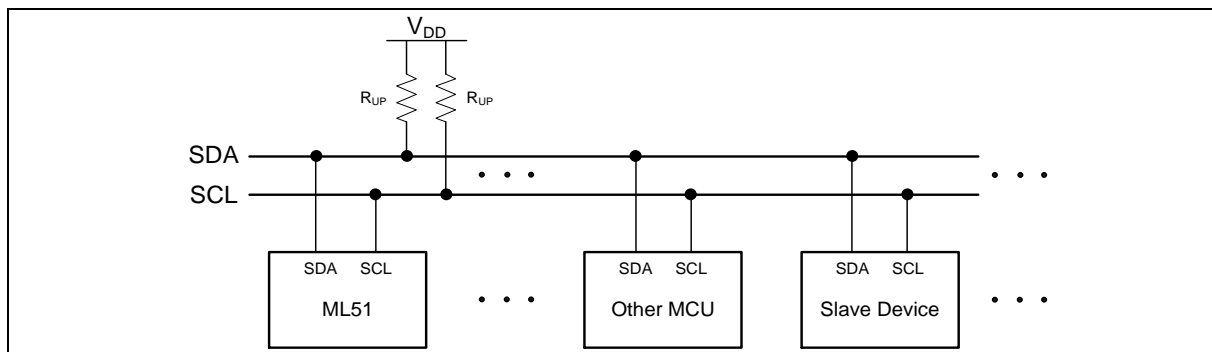 VDD
RUP RUP
SDA
. . . . . .
SCL
SDA SCL SDA SCL SDA SCL
ML51 . . . Other MCU Slave Device . . .